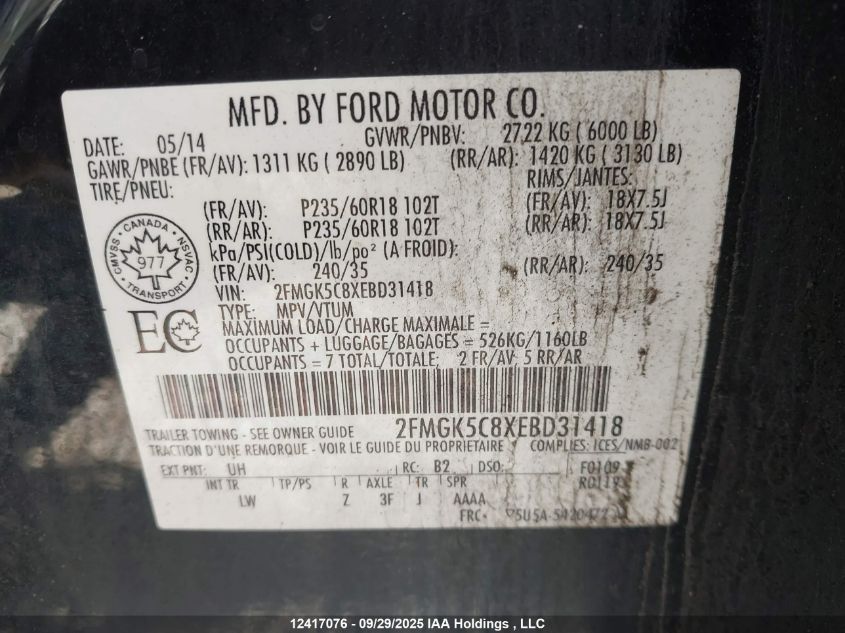 MFD. BY FORD MOTOR CO.
DATE: 05/14 GVWR/PNBV: 2722 KG ( 6000 LB)
GAWR/PNBE (FR/AV): 1311 KG ( 2890 LB) (RR/AR): 1420 KG ( 3130 LB)
TIRE/PNEU: RIMS/JANTES:
(FR/AV): P235/60R18 102T (FR/AV): 18X7.5J
(RR/AR): P235/60R18 102T (RR/AR): 18X7.5J
kPa/PSI(COLD)/lb/po² (A FROID):
(FR/AV): 240/35 (RR/AR): 240/35
CANADA
CMVSS 977 NSVAC
TRANSPORT
VIN: 2FMGK5C8XEBD31418
TYPE: MPV/VTUM
EC
MAXIMUM LOAD/CHARGE MAXIMALE =
OCCUPANTS + LUGGAGE/BAGAGES = 526KG/1160LB
OCCUPANTS = 7 TOTAL/TOTALE; 2 FR/AV 5 RR/AR
2FMGK5C8XEBD31418
TRAILER TOWING - SEE OWNER GUIDE
TRACTION D'UNE REMORQUE - VOIR LE GUIDE DU PROPRIETAIRE COMPLIES: ICES/NMB-002
EXT PNT: UH RC: B2 DSO: F0109
INT TR TP/PS R AXLE TR SPR R0119
LW Z 3F J AAAA
FRC-
12417076 - 09/29/2025 IAA Holdings , LLC